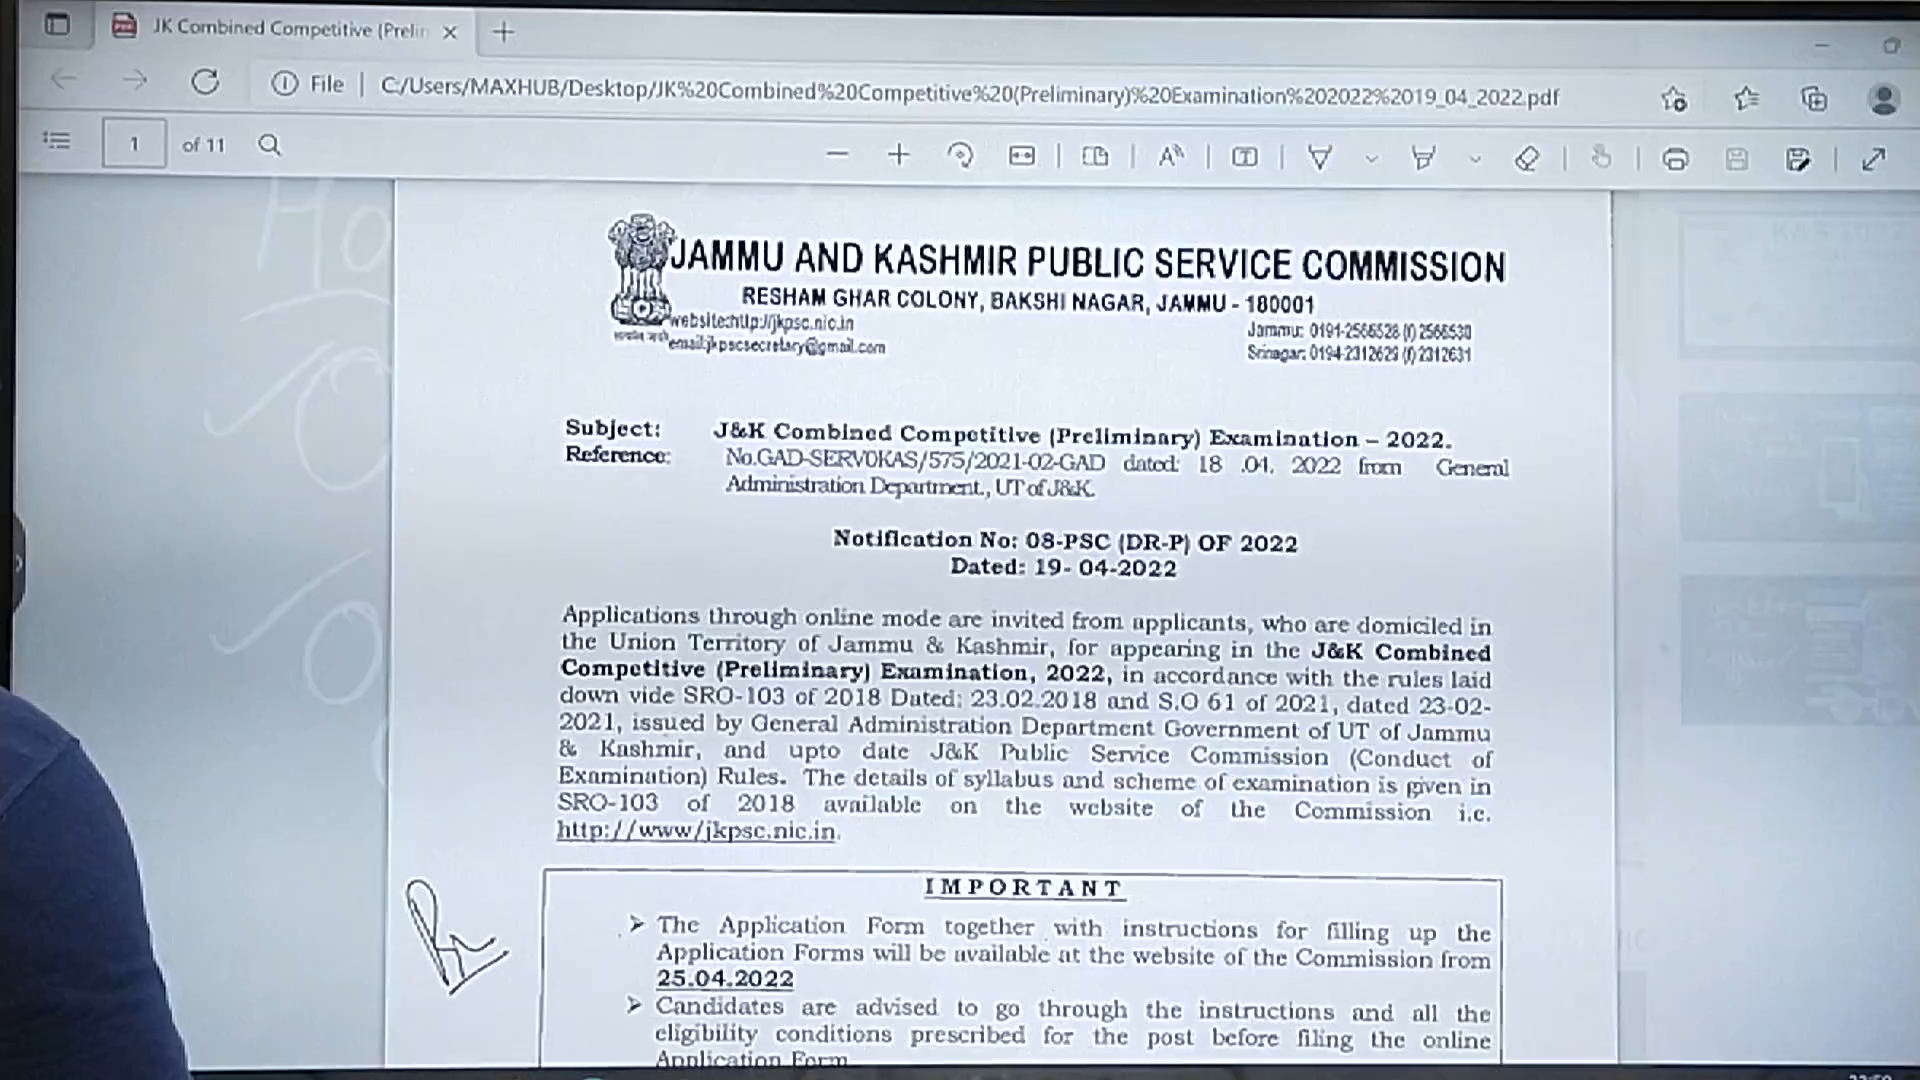 JK Combined Competitive (Prelin
File
C:/Users/MAXHUB/Desktop/JK%20Combined%20Competitive%20(Preliminary)%20Examination%202022%2019_04_2022.pdf
1 of 11
Ho
JAMMU AND KASHMIR PUBLIC SERVICE COMMISSION
RESHAM GHAR COLONY, BAKSHI NAGAR, JAMMU - 180001
website:http://jkpsc.nic.in
Jammu: 0191-2566528 (f) 2566530
email:jkpscsecretary@gmail.com
Srinagar: 0194-2312629 (f) 2312631
Subject: J&K Combined Competitive (Preliminary) Examination – 2022.
Reference: No.GAD-SERV0KAS/575/2021-02-GAD dated: 18 .04. 2022 from General
Administration Department., UT of J&K.
Notification No: 08-PSC (DR-P) OF 2022
Dated: 19- 04-2022
Applications through online mode are invited from applicants, who are domiciled in
the Union Territory of Jammu & Kashmir, for appearing in the J&K Combined
Competitive (Preliminary) Examination, 2022, in accordance with the rules laid
down vide SRO-103 of 2018 Dated: 23.02.2018 and S.O 61 of 2021, dated 23-02-
2021, issued by General Administration Department Government of UT of Jammu
& Kashmir, and upto date J&K Public Service Commission (Conduct of
Examination) Rules. The details of syllabus and scheme of examination is given in
SRO-103 of 2018 available on the website of the Commission i.e.
http://www/jkpsc.nic.in.
IMPORTANT
➢ The Application Form together with instructions for filling up the
Application Forms will be available at the website of the Commission from
25.04.2022
➢ Candidates are advised to go through the instructions and all the
eligibility conditions prescribed for the post before filing the online
Application Form